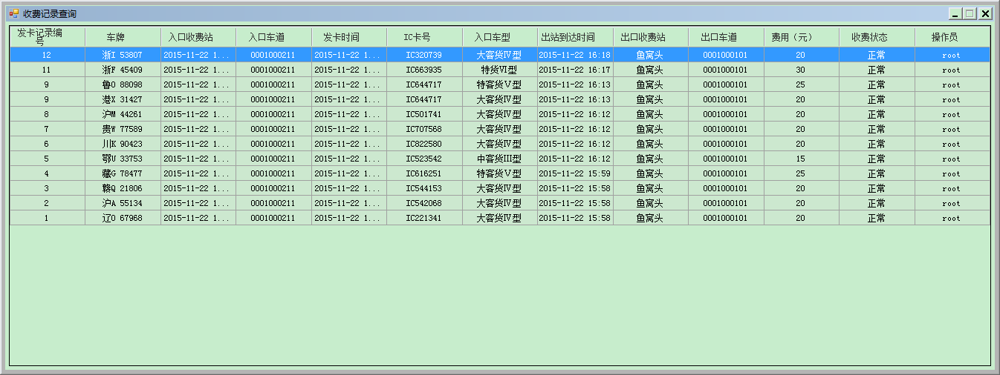 收费记录查询
发卡记录编号 车牌 入口收费站 入口车道 发卡时间 IC卡号 入口车型 出站到达时间 出口收费站 出口车道 费用（元） 收费状态 操作员
12 浙I 53807 2015-11-22 1... 0001000211 2015-11-22 1... IC320739 大客货Ⅳ型 2015-11-22 16:18 鱼窝头 0001000101 20 正常 root
11 浙F 45409 2015-11-22 1... 0001000211 2015-11-22 1... IC663935 特货Ⅵ型 2015-11-22 16:17 鱼窝头 0001000101 30 正常 root
9 鲁O 88098 2015-11-22 1... 0001000211 2015-11-22 1... IC644717 特客货Ⅴ型 2015-11-22 16:13 鱼窝头 0001000101 25 正常 root
9 港X 31427 2015-11-22 1... 0001000211 2015-11-22 1... IC644717 大客货Ⅳ型 2015-11-22 16:13 鱼窝头 0001000101 20 正常 root
8 沪M 44261 2015-11-22 1... 0001000211 2015-11-22 1... IC501741 大客货Ⅳ型 2015-11-22 16:12 鱼窝头 0001000101 20 正常 root
7 贵W 77589 2015-11-22 1... 0001000211 2015-11-22 1... IC707568 大客货Ⅳ型 2015-11-22 16:12 鱼窝头 0001000101 20 正常 root
6 川K 90423 2015-11-22 1... 0001000211 2015-11-22 1... IC822580 大客货Ⅳ型 2015-11-22 16:12 鱼窝头 0001000101 20 正常 root
5 鄂U 33753 2015-11-22 1... 0001000211 2015-11-22 1... IC523542 中客货III型 2015-11-22 16:12 鱼窝头 0001000101 15 正常 root
4 藏G 78477 2015-11-22 1... 0001000211 2015-11-22 1... IC616251 特客货Ⅴ型 2015-11-22 15:59 鱼窝头 0001000101 25 正常 root
3 赣Q 21806 2015-11-22 1... 0001000211 2015-11-22 1... IC544153 大客货Ⅳ型 2015-11-22 15:58 鱼窝头 0001000101 20 正常 root
2 沪A 55134 2015-11-22 1... 0001000211 2015-11-22 1... IC542068 大客货Ⅳ型 2015-11-22 15:58 鱼窝头 0001000101 20 正常 root
1 辽O 67968 2015-11-22 1... 0001000211 2015-11-22 1... IC221341 大客货Ⅳ型 2015-11-22 15:58 鱼窝头 0001000101 20 正常 root